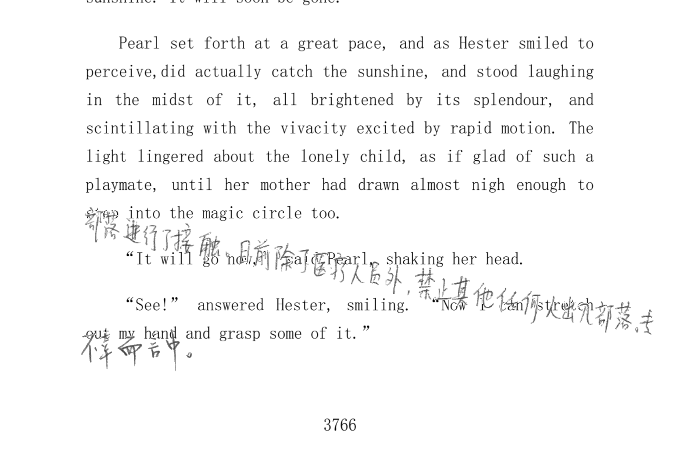 sunshine. It will soon be gone."
Pearl set forth at a great pace, and as Hester smiled to
perceive,did actually catch the sunshine, and stood laughing
in the midst of it, all brightened by its splendour, and
scintillating with the vivacity excited by rapid motion. The
light lingered about the lonely child, as if glad of such a
playmate, until her mother had drawn almost nigh enough to
step into the magic circle too.
部落进行了接触。目前除了医疗人员外,禁止其他任何人出入部落。专
“It will go now,” said Pearl, shaking her head.
“See!” answered Hester, smiling. “Now I can stretch
out my hand and grasp some of it.”
不幸而言中。
3766